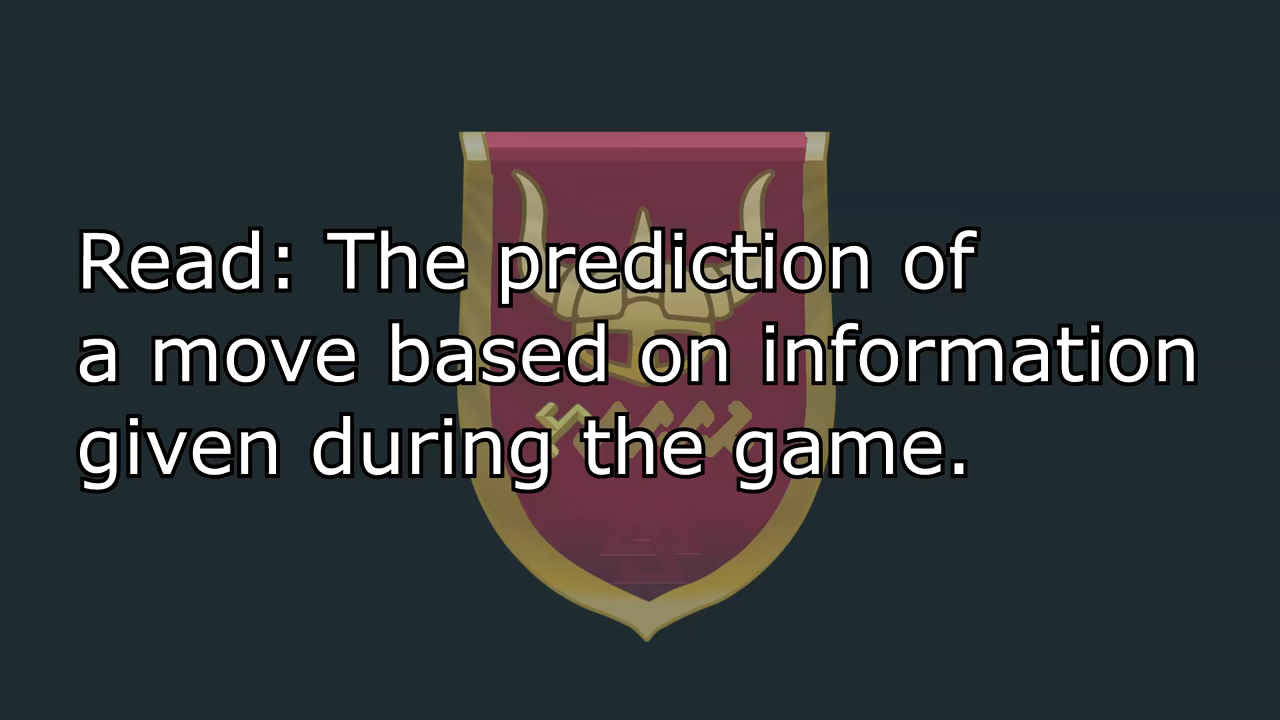 Read: The prediction of
a move based on information
given during the game.